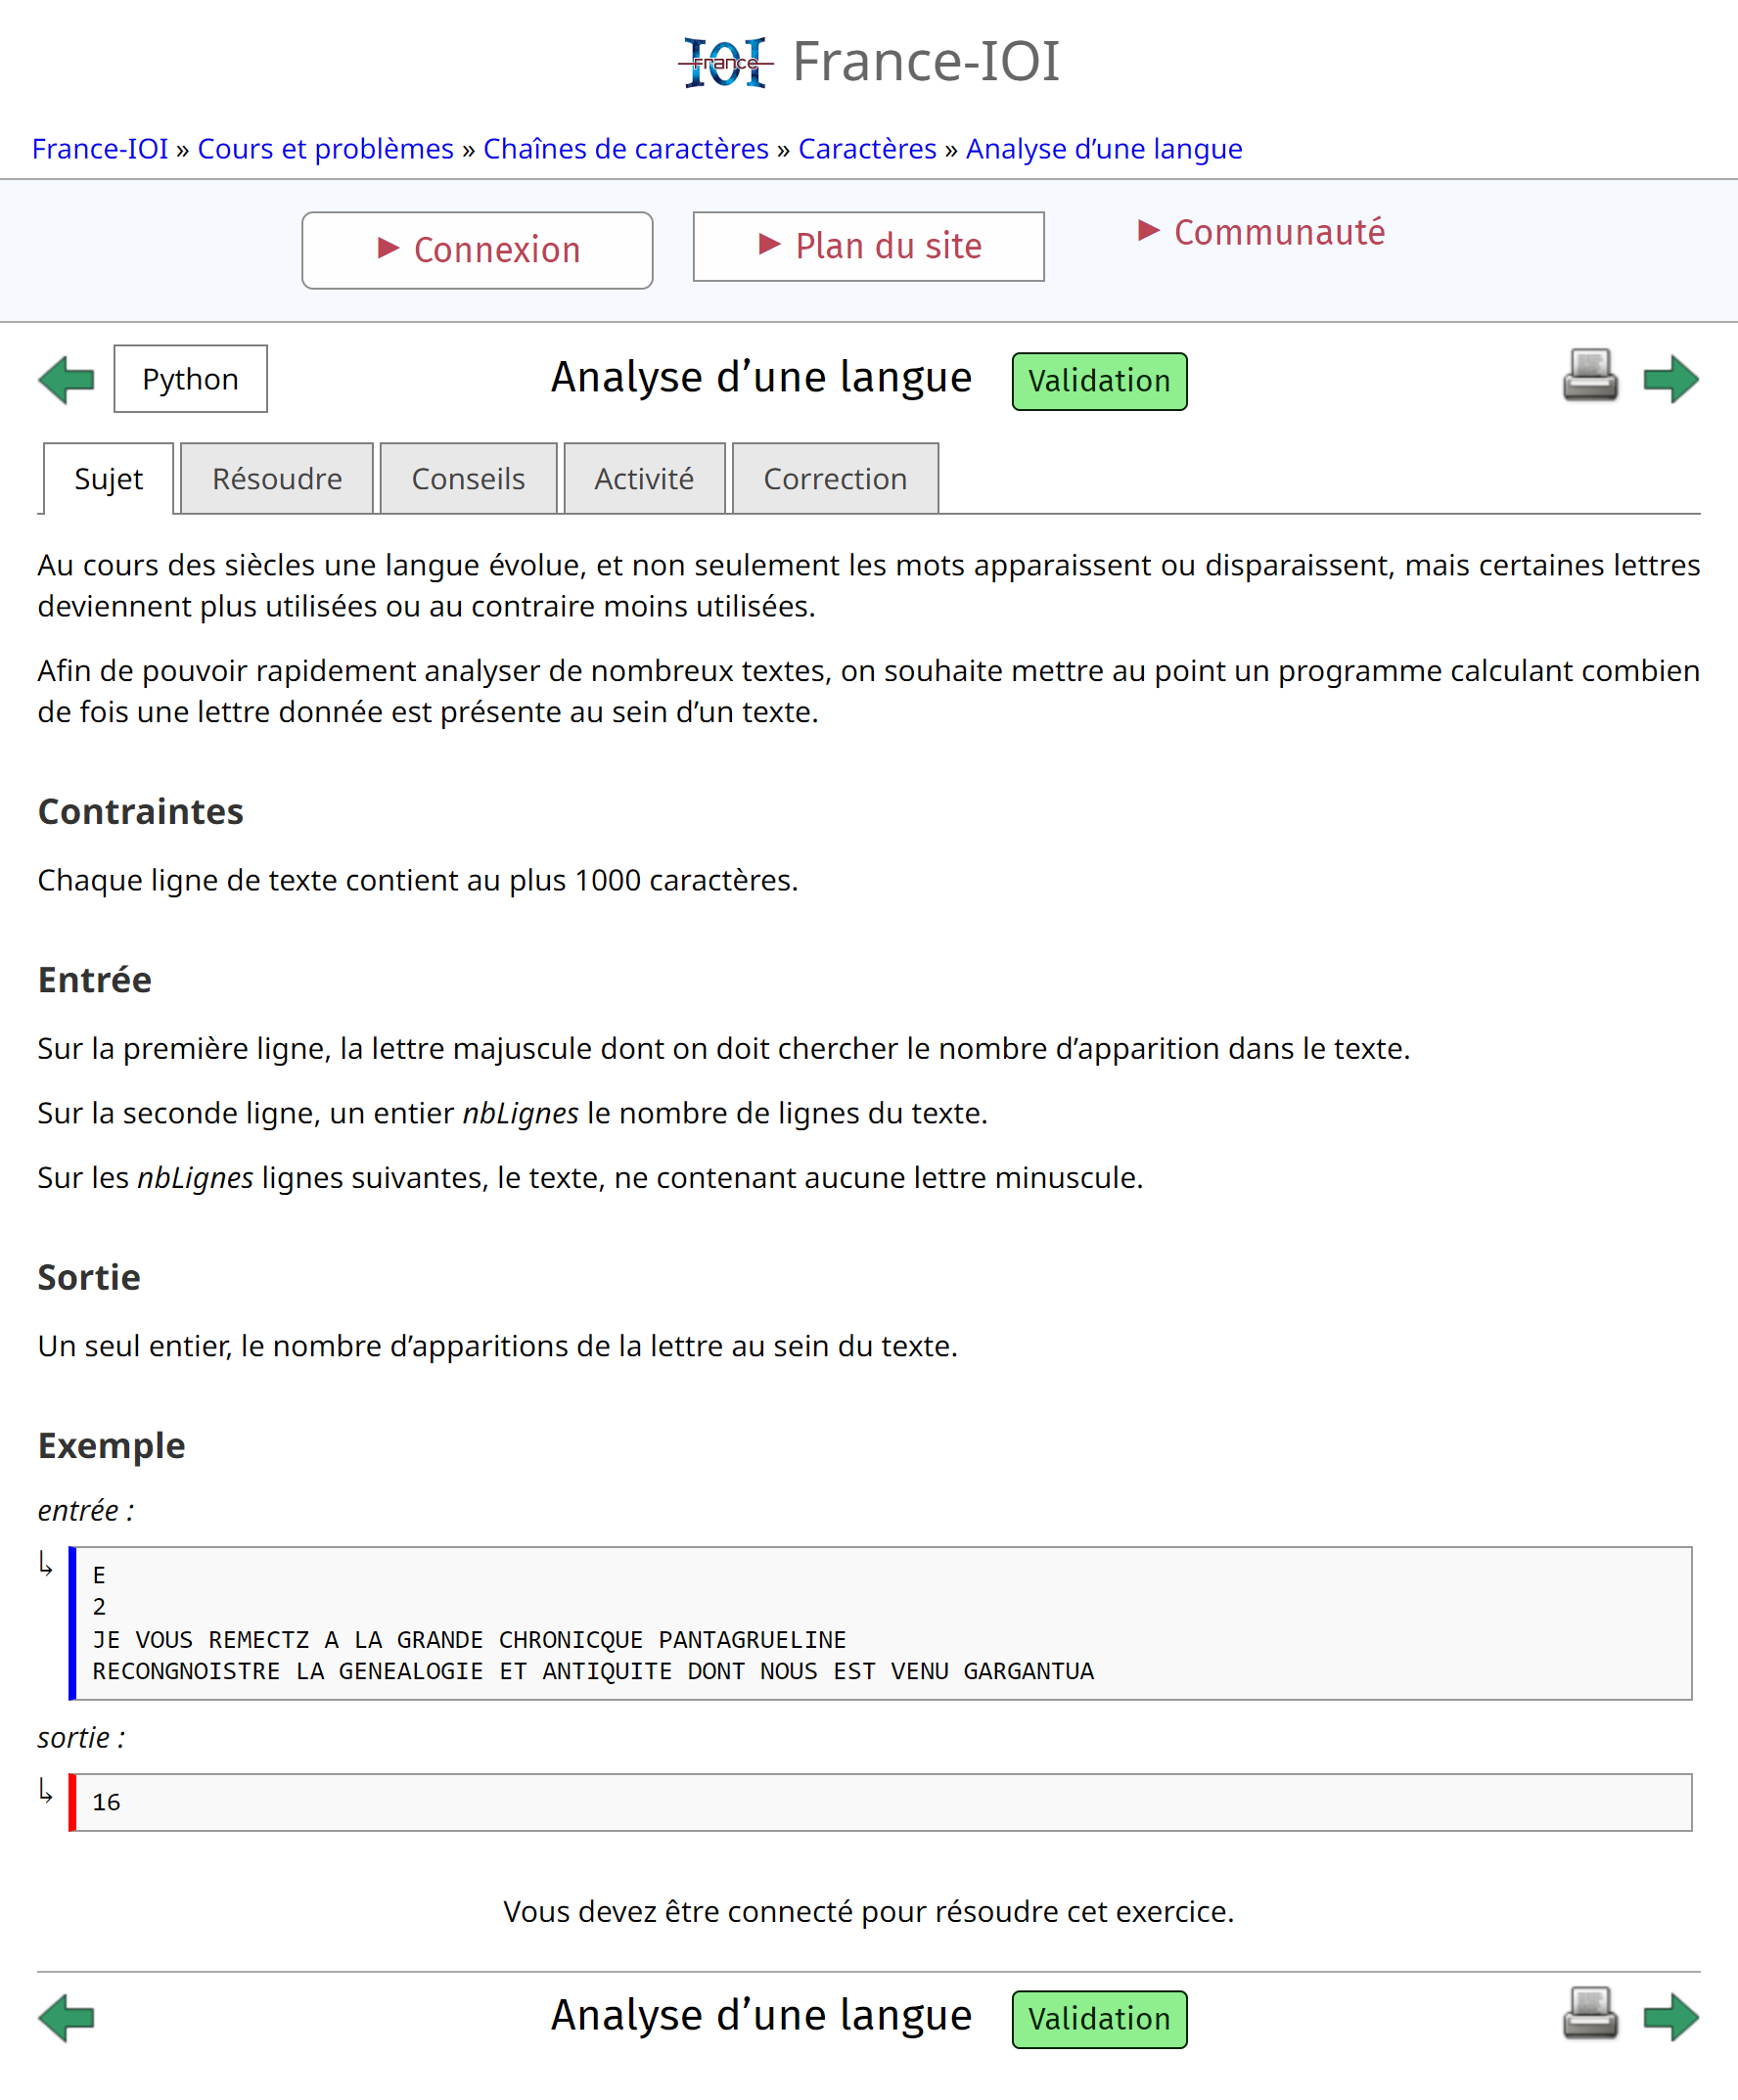 France
IOI
France-IOI
France-IOI » Cours et problèmes » Chaînes de caractères » Caractères » Analyse d’une langue
► Connexion
► Plan du site
► Communauté
Python
Analyse d’une langue
Validation
Sujet
Résoudre
Conseils
Activité
Correction
Au cours des siècles une langue évolue, et non seulement les mots apparaissent ou disparaissent, mais certaines lettres
deviennent plus utilisées ou au contraire moins utilisées.
Afin de pouvoir rapidement analyser de nombreux textes, on souhaite mettre au point un programme calculant combien
de fois une lettre donnée est présente au sein d’un texte.
Contraintes
Chaque ligne de texte contient au plus 1000 caractères.
Entrée
Sur la première ligne, la lettre majuscule dont on doit chercher le nombre d’apparition dans le texte.
Sur la seconde ligne, un entier nbLignes le nombre de lignes du texte.
Sur les nbLignes lignes suivantes, le texte, ne contenant aucune lettre minuscule.
Sortie
Un seul entier, le nombre d’apparitions de la lettre au sein du texte.
Exemple
entrée :
↳
E
2
JE VOUS REMECTZ A LA GRANDE CHRONICQUE PANTAGRUELINE
RECONGNOISTRE LA GENEALOGIE ET ANTIQUITE DONT NOUS EST VENU GARGANTUA
sortie :
↳
16
Vous devez être connecté pour résoudre cet exercice.
Analyse d’une langue
Validation